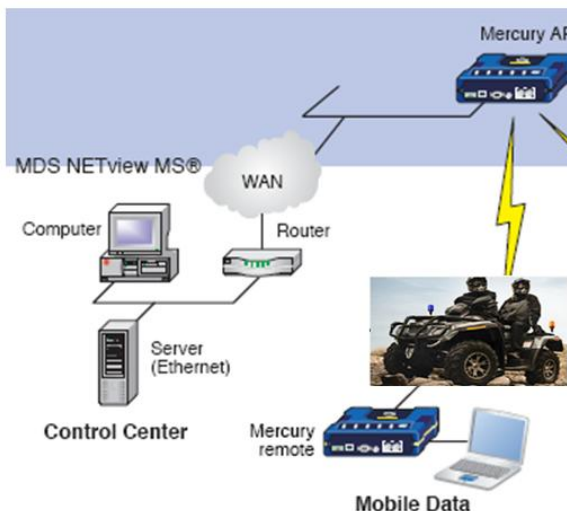 Mercury AP
MDS NETview MS®
WAN
Computer
Router
Server
(Ethernet)
Control Center
Mercury
remote
Mobile Data